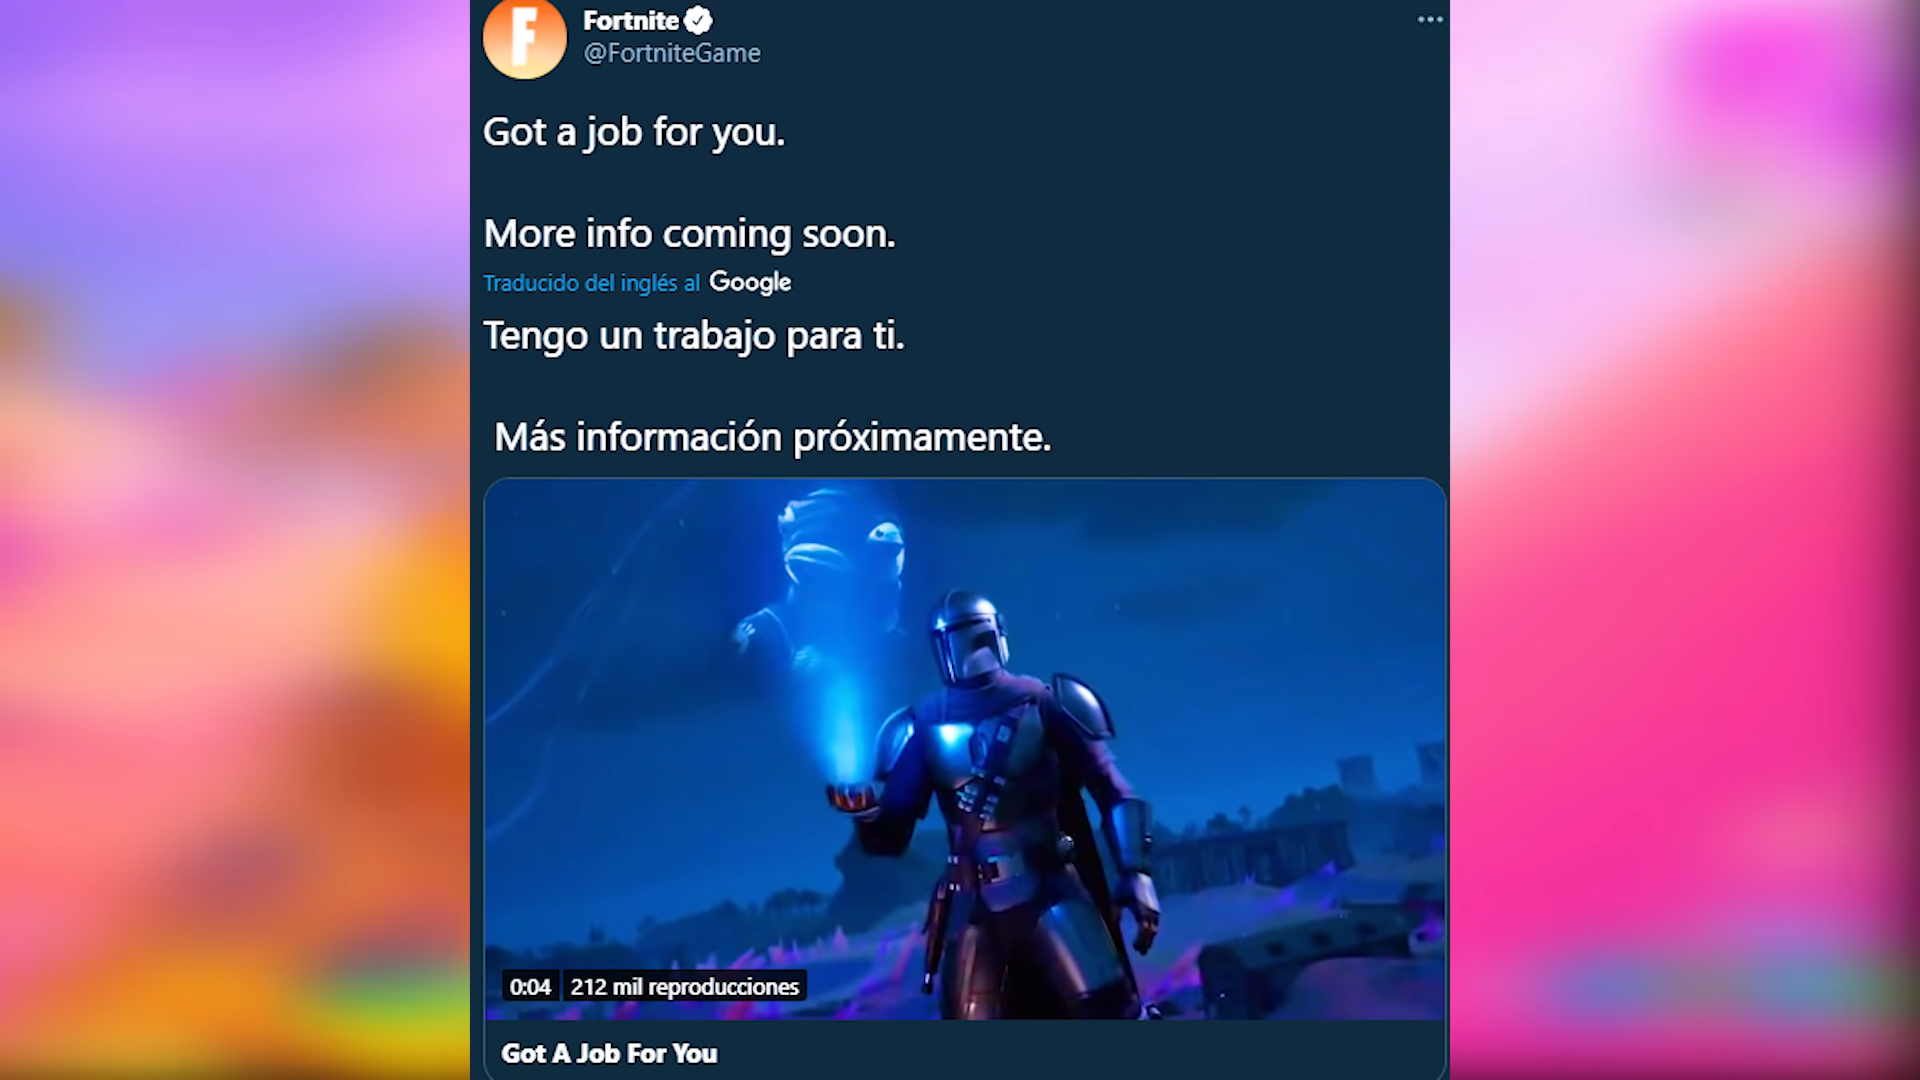 F
Fortnite
@FortniteGame
Got a job for you.
More info coming soon.
Traducido del inglés al Google
Tengo un trabajo para ti.
Más información próximamente.
0:04 212 mil reproducciones
Got A Job For You